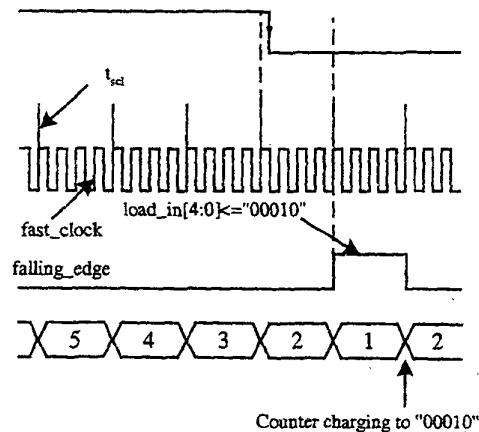 t_scl
load_in[4:0]<="00010"
fast_clock
falling_edge
5 4 3 2 1 2
Counter charging to "00010"